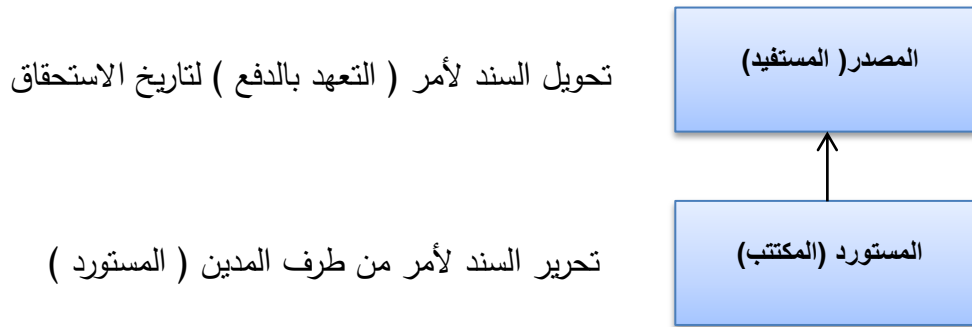 المصدر( المستفيد)
تحويل السند لأمر ( التعهد بالدفع ) لتاريخ الاستحقاق
المستورد (المكتتب)
تحرير السند لأمر من طرف المدين ( المستورد )